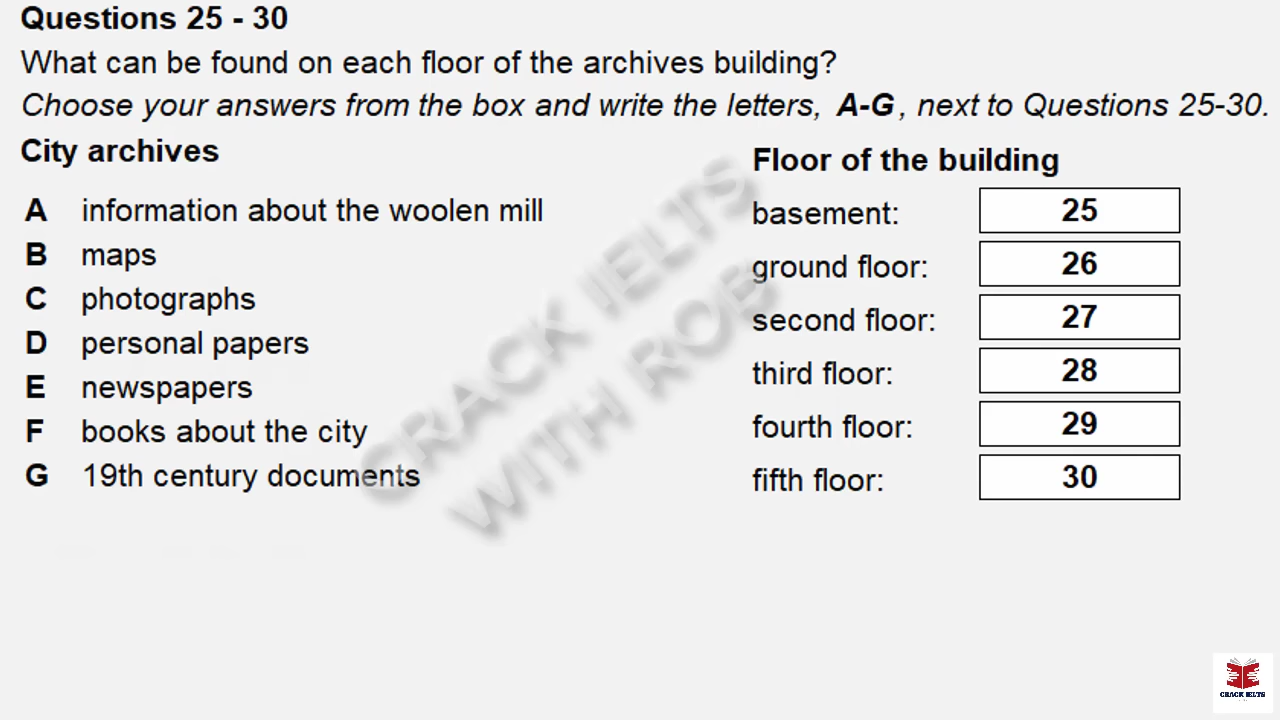 Questions 25 - 30
What can be found on each floor of the archives building?
Choose your answers from the box and write the letters, A-G, next to Questions 25-30.
City archives
A information about the woolen mill
B maps
C photographs
D personal papers
E newspapers
F books about the city
G 19th century documents
Floor of the building
basement: 25
ground floor: 26
second floor: 27
third floor: 28
fourth floor: 29
fifth floor: 30
CRACK IELTS
WITH ROB
CRACK IELTS